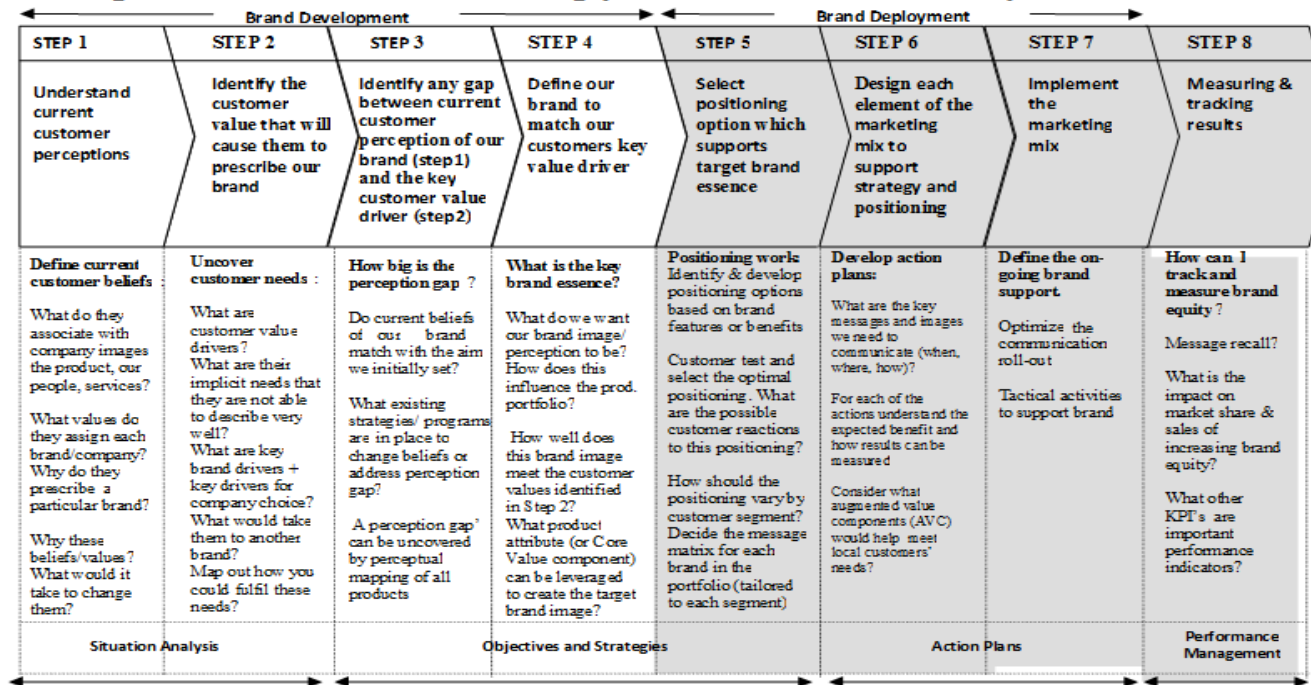 Brand Development
Brand Deployment
STEP 1
STEP 2
STEP 3
STEP 4
STEP 5
STEP 6
STEP 7
STEP 8
Understand
current
customer
perceptions
Identify the
customer
value that will
cause them to
prescribe our
brand
Identify any gap
between current
customer
perception of our
brand (step1)
and the key
customer value
driver (step2)
Define our
brand to
match our
customers key
value driver
Select
positioning
option which
supports
target brand
essence
Design each
element of the
marketing
mix to
support
strategy and
positioning
Implement
the
marketing
mix
Measuring &
tracking
results
Define current
customer beliefs :
What do they
associate with
company images
the product, our
people, services?
What values do
they assign each
brand/company?
Why do they
prescribe a
particular brand?
Why these
beliefs/values?
What would it
take to change
them?
Uncover
customer needs :
What are
customer value
drivers?
What are their
implicit needs that
they are not able
to describe very
well?
What are key
brand drivers +
key drivers for
company choice?
What would take
them to another
brand?
Map out how you
could fulfil these
needs?
How big is the
perception gap ?
Do current beliefs
of our brand
match with the aim
we initially set?
What existing
strategies/ programs
are in place to
change beliefs or
address perception
gap?
A perception gap'
can be uncovered
by perceptual
mapping of all
products
What is the key
brand essence?
What do we want
our brand image/
perception to be?
How does this
influence the prod.
portfolio?
How well does
this brand image
meet the customer
values identified
in Step 2?
What product
attribute (or Core
Value component)
can be leveraged
to create the target
brand image?
Positioning work:
Identify & develop
positioning options
based on brand
features or benefits
Customer test and
select the optimal
positioning. What
are the possible
customer reactions
to this positioning?
How should the
positioning vary by
customer segment?
Decide the message
matrix for each
brand in the
portfolio (tailored
to each segment)
Develop action
plans:
What are the key
messages and images
we need to
communicate (when,
where, how)?
For each of the
actions understand the
expected benefit and
how results can be
measured
Consider what
augmented value
components (AVC)
would help meet
local customers'
needs?
Define the on-
going brand
support.
Optimize the
communication
roll-out
Tactical activities
to support brand
How can I
track and
measure brand
equity ?
Message recall?
What is the
impact on
market share &
sales of
increasing brand
equity?
What other
KPI's are
important
performance
indicators?
Situation Analysis
Objectives and Strategies
Action Plans
Performance
Management